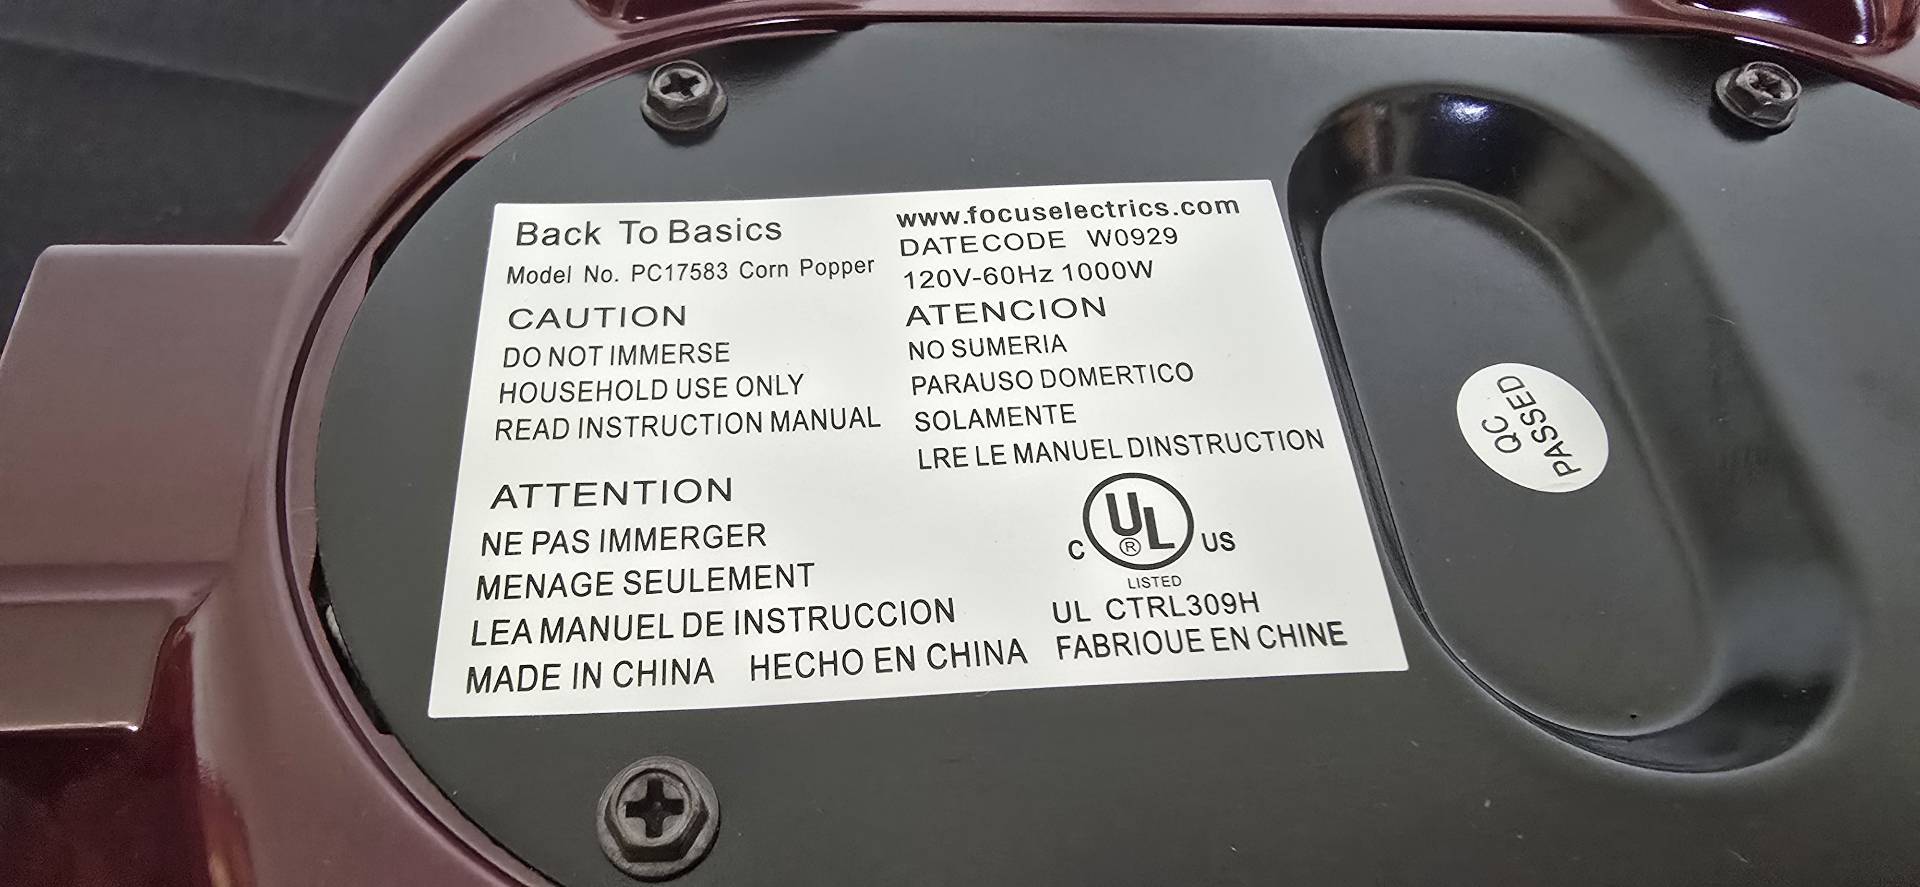 Back To Basics
Model No. PC17583 Corn Popper
CAUTION
DO NOT IMMERSE
HOUSEHOLD USE ONLY
READ INSTRUCTION MANUAL
ATTENTION
NE PAS IMMERGER
MENAGE SEULEMENT
LEA MANUEL DE INSTRUCCION
MADE IN CHINA HECHO EN CHINA FABRIOUE EN CHINE
www.focuselectrics.com
DATECODE W0929
120V-60Hz 1000W
ATENCION
NO SUMERIA
PARAUSO DOMERTICO
SOLAMENTE
LRE LE MANUEL DINSTRUCTION
C UL ® US
LISTED
UL CTRL309H
QC
PASSED